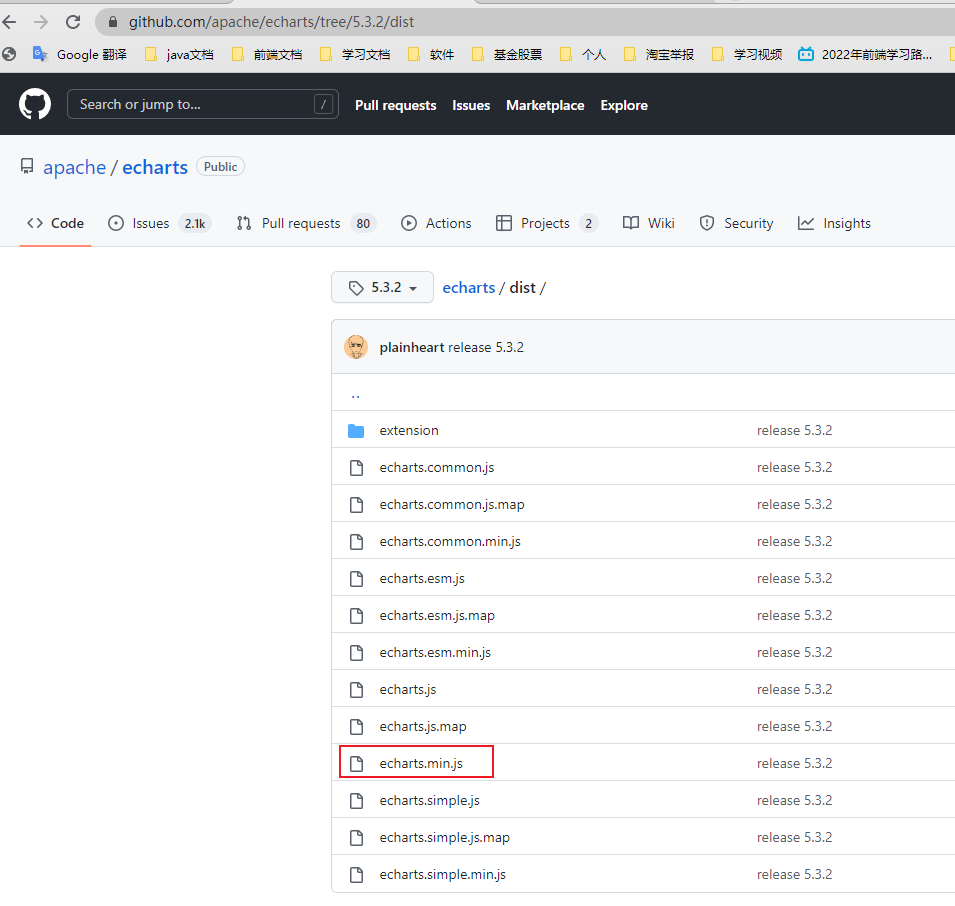 github.com/apache/echarts/tree/5.3.2/dist
Google 翻译 java文档 前端文档 学习文档 软件 基金股票 个人 淘宝举报 学习视频 2022年前端学习路...
Search or jump to... / Pull requests Issues Marketplace Explore
apache / echarts Public
Code Issues 2.1k Pull requests 80 Actions Projects 2 Wiki Security Insights
5.3.2 echarts / dist /
plainheart release 5.3.2
..
extension release 5.3.2
echarts.common.js release 5.3.2
echarts.common.js.map release 5.3.2
echarts.common.min.js release 5.3.2
echarts.esm.js release 5.3.2
echarts.esm.js.map release 5.3.2
echarts.esm.min.js release 5.3.2
echarts.js release 5.3.2
echarts.js.map release 5.3.2
echarts.min.js release 5.3.2
echarts.simple.js release 5.3.2
echarts.simple.js.map release 5.3.2
echarts.simple.min.js release 5.3.2